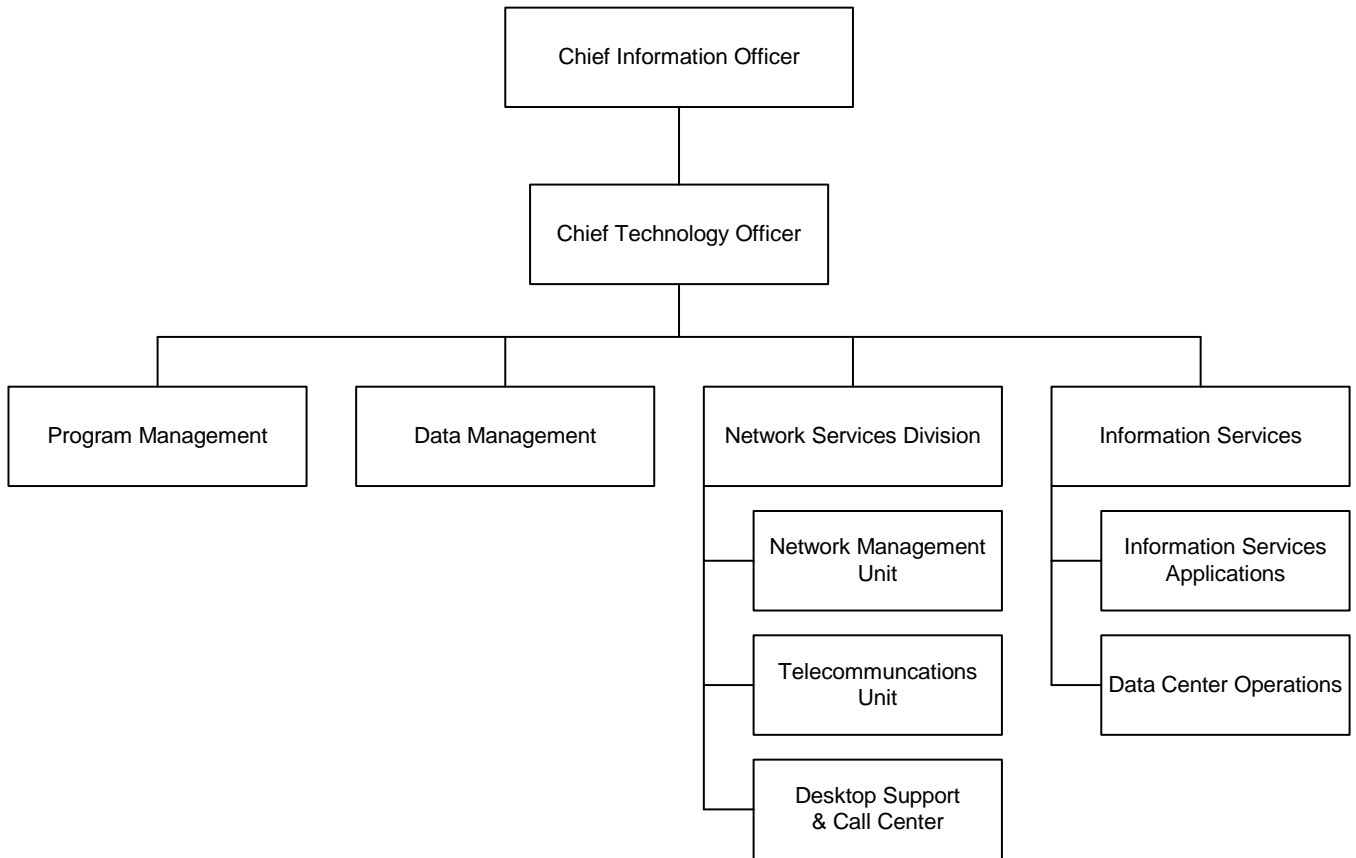 Chief Information Officer
Chief Technology Officer
Program Management
Data Management
Network Services Division
Information Services
Network Management
Unit
Information Services
Applications
Telecommuncations
Unit
Data Center Operations
Desktop Support
& Call Center